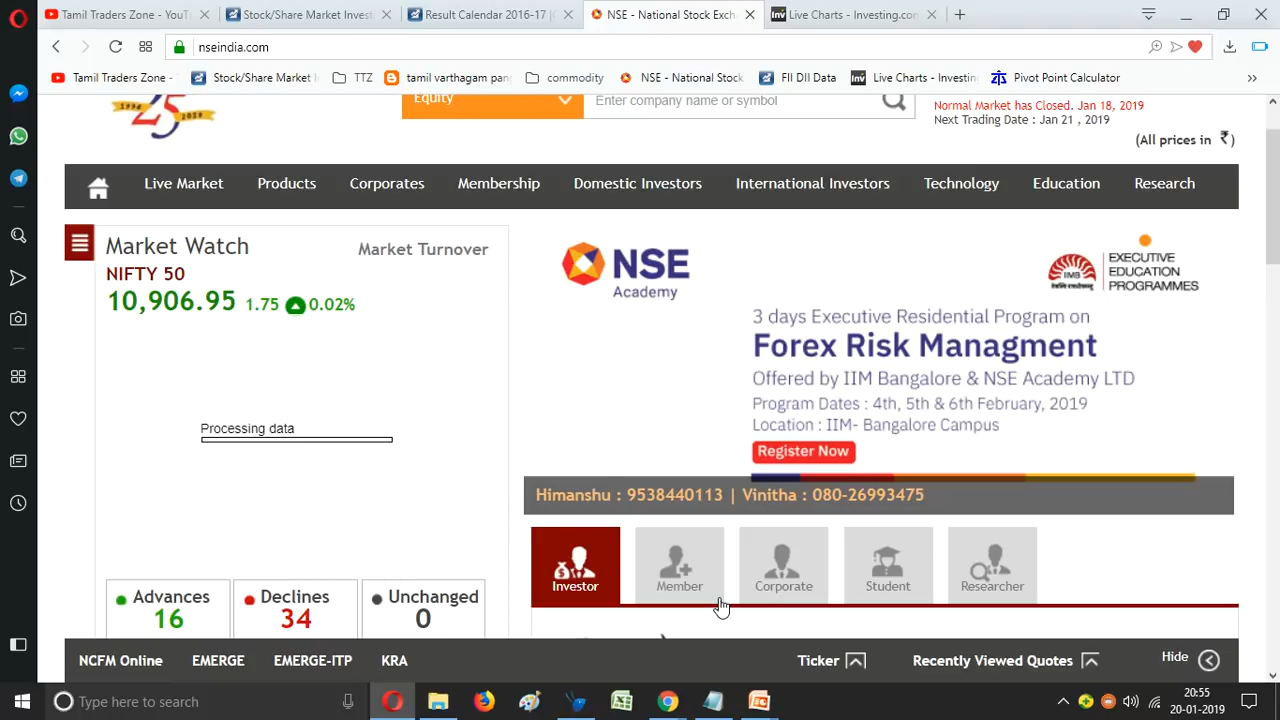 Tamil Traders Zone - YouT
Stock/Share Market Invest
Result Calendar 2016-17 |
NSE - National Stock Exch
Live Charts - Investing.con
nseindia.com
Tamil Traders Zone -
Stock/Share Market
TTZ
tamil varthagam pan
commodity
NSE - National Stock
FII DII Data
Live Charts - Investin
Pivot Point Calculator
Equity
Enter company name or symbol
Normal Market has Closed. Jan 18, 2019
Next Trading Date : Jan 21 , 2019
(All prices in ₹)
Live Market
Products
Corporates
Membership
Domestic Investors
International Investors
Technology
Education
Research
Market Watch
Market Turnover
NIFTY 50
10,906.95 1.75 0.02%
NSE
Academy
IIMB
EXECUTIVE
EDUCATION
PROGRAMMES
3 days Executive Residential Program on
Forex Risk Managment
Offered by IIM Bangalore & NSE Academy LTD
Program Dates : 4th, 5th & 6th February, 2019
Location : IIM- Bangalore Campus
Register Now
Processing data
Himanshu : 9538440113 | Vinitha : 080-26993475
Investor
Member
Corporate
Student
Researcher
Advances
16
Declines
34
Unchanged
0
NCFM Online
EMERGE
EMERGE-ITP
KRA
Ticker
Recently Viewed Quotes
Hide
Type here to search
20:55
20-01-2019